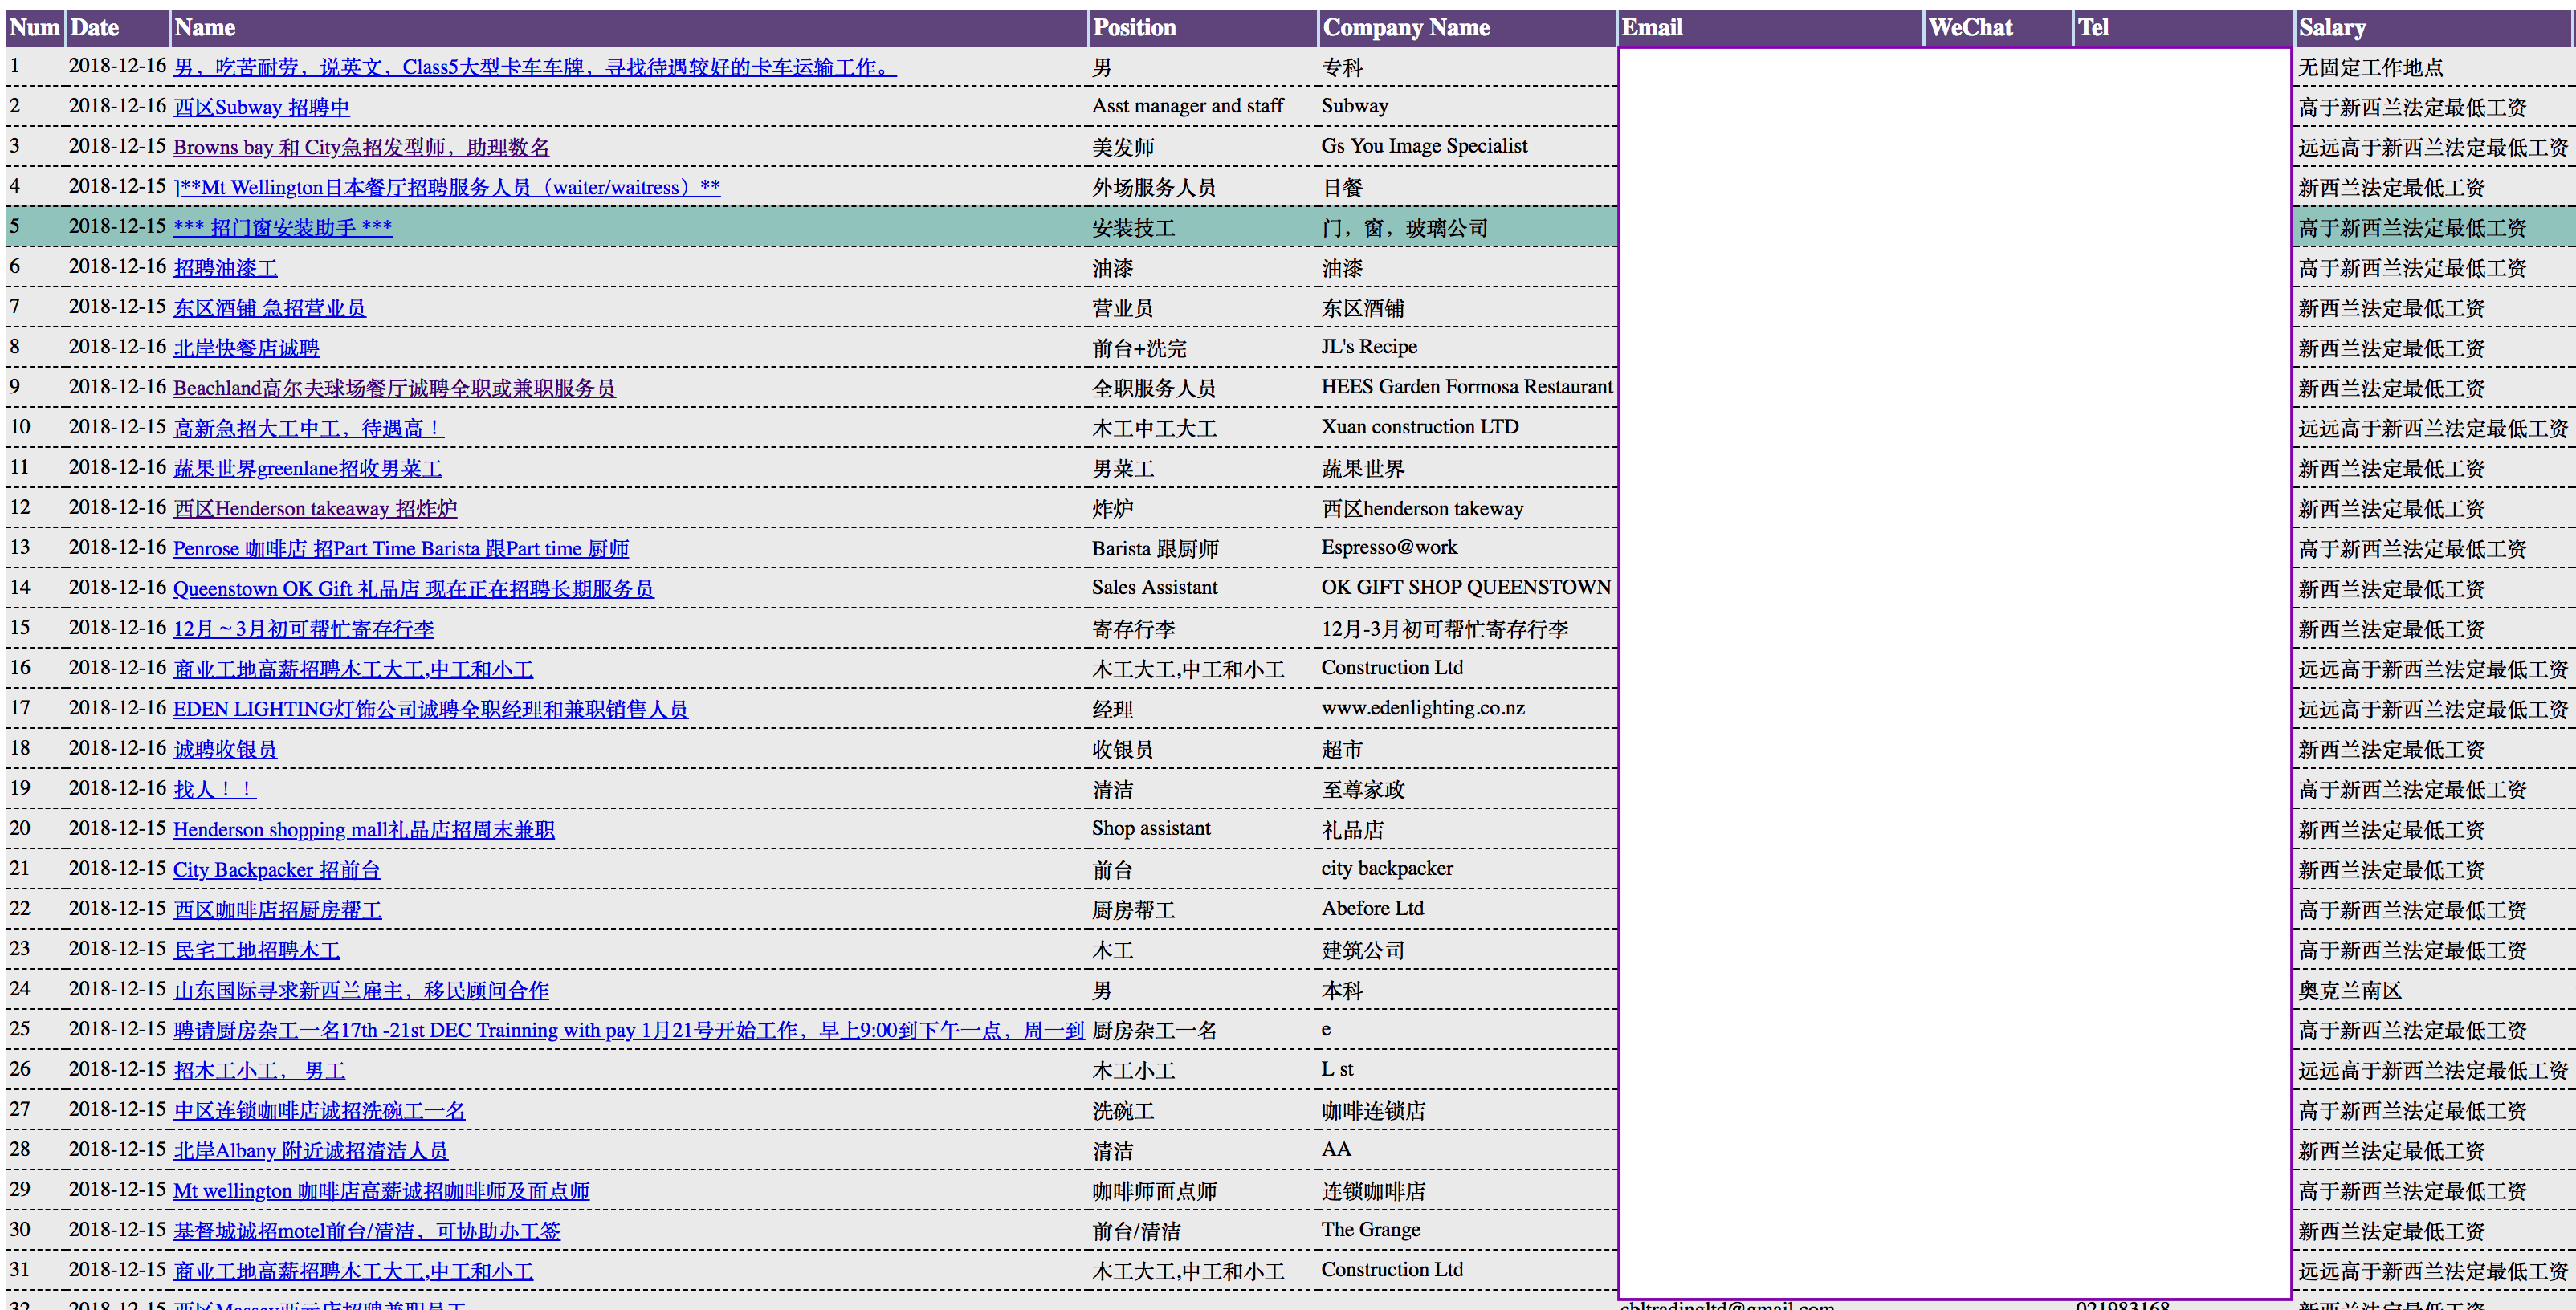 Num Date Name Position Company Name Email WeChat Tel Salary
1 2018-12-16 男，吃苦耐劳，说英文，Class5大型卡车车牌，寻找待遇较好的卡车运输工作。 男 专科 无固定工作地点
2 2018-12-16 西区Subway 招聘中 Asst manager and staff Subway 高于新西兰法定最低工资
3 2018-12-15 Browns bay 和 City急招发型师，助理数名 美发师 Gs You Image Specialist 远远高于新西兰法定最低工资
4 2018-12-15 ]**Mt Wellington日本餐厅招聘服务人员（waiter/waitress）** 外场服务人员 日餐 新西兰法定最低工资
5 2018-12-15 *** 招门窗安装助手 *** 安装技工 门，窗，玻璃公司 高于新西兰法定最低工资
6 2018-12-16 招聘油漆工 油漆 油漆 高于新西兰法定最低工资
7 2018-12-15 东区酒铺 急招营业员 营业员 东区酒铺 新西兰法定最低工资
8 2018-12-16 北岸快餐店诚聘 前台+洗完 JL's Recipe 新西兰法定最低工资
9 2018-12-16 Beachland高尔夫球场餐厅诚聘全职或兼职服务员 全职服务人员 HEES Garden Formosa Restaurant 新西兰法定最低工资
10 2018-12-15 高新急招大工中工，待遇高！ 木工中工大工 Xuan construction LTD 远远高于新西兰法定最低工资
11 2018-12-16 蔬果世界greenlane招收男菜工 男菜工 蔬果世界 新西兰法定最低工资
12 2018-12-16 西区Henderson takeaway 招炸炉 炸炉 西区henderson takeway 新西兰法定最低工资
13 2018-12-16 Penrose 咖啡店 招Part Time Barista 跟Part time 厨师 Barista 跟厨师 Espresso@work 高于新西兰法定最低工资
14 2018-12-16 Queenstown OK Gift 礼品店 现在正在招聘长期服务员 Sales Assistant OK GIFT SHOP QUEENSTOWN 新西兰法定最低工资
15 2018-12-16 12月～3月初可帮忙寄存行李 寄存行李 12月-3月初可帮忙寄存行李 新西兰法定最低工资
16 2018-12-16 商业工地高薪招聘木工大工,中工和小工 木工大工,中工和小工 Construction Ltd 远远高于新西兰法定最低工资
17 2018-12-16 EDEN LIGHTING灯饰公司诚聘全职经理和兼职销售人员 经理 www.edenlighting.co.nz 远远高于新西兰法定最低工资
18 2018-12-16 诚聘收银员 收银员 超市 新西兰法定最低工资
19 2018-12-16 找人！！ 清洁 至尊家政 高于新西兰法定最低工资
20 2018-12-15 Henderson shopping mall礼品店招周末兼职 Shop assistant 礼品店 新西兰法定最低工资
21 2018-12-15 City Backpacker 招前台 前台 city backpacker 新西兰法定最低工资
22 2018-12-15 西区咖啡店招厨房帮工 厨房帮工 Abefore Ltd 高于新西兰法定最低工资
23 2018-12-15 民宅工地招聘木工 木工 建筑公司 高于新西兰法定最低工资
24 2018-12-15 山东国际寻求新西兰雇主，移民顾问合作 男 本科 奥克兰南区
25 2018-12-15 聘请厨房杂工一名17th -21st DEC Trainning with pay 1月21号开始工作，早上9:00到下午一点，周一到 厨房杂工一名 e 高于新西兰法定最低工资
26 2018-12-15 招木工小工， 男工 木工小工 L st 远远高于新西兰法定最低工资
27 2018-12-15 中区连锁咖啡店诚招洗碗工一名 洗碗工 咖啡连锁店 高于新西兰法定最低工资
28 2018-12-15 北岸Albany 附近诚招清洁人员 清洁 AA 新西兰法定最低工资
29 2018-12-15 Mt wellington 咖啡店高薪诚招咖啡师及面点师 咖啡师面点师 连锁咖啡店 高于新西兰法定最低工资
30 2018-12-15 基督城诚招motel前台/清洁，可协助办工签 前台/清洁 The Grange 新西兰法定最低工资
31 2018-12-15 商业工地高薪招聘木工大工,中工和小工 木工大工,中工和小工 Construction Ltd 远远高于新西兰法定最低工资
32 2018-12-15 cbltradingltd@gmail.com 021983168 新西兰法定最低工资